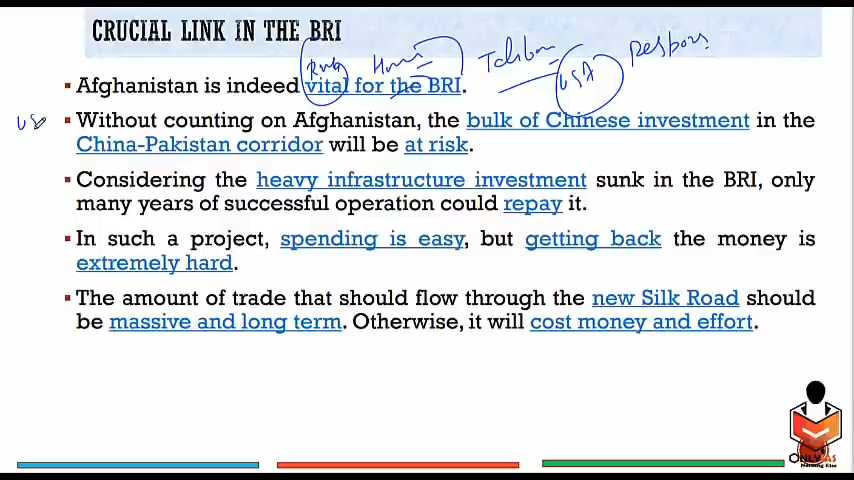 CRUCIAL LINK IN THE BRI
Taliban
USA
▪ Afghanistan is indeed vital for the BRI.
▪ Without counting on Afghanistan, the bulk of Chinese investment in the
China-Pakistan corridor will be at risk.
▪ Considering the heavy infrastructure investment sunk in the BRI, only
many years of successful operation could repay it.
▪ In such a project, spending is easy, but getting back the money is
extremely hard.
▪ The amount of trade that should flow through the new Silk Road should
be massive and long term. Otherwise, it will cost money and effort.